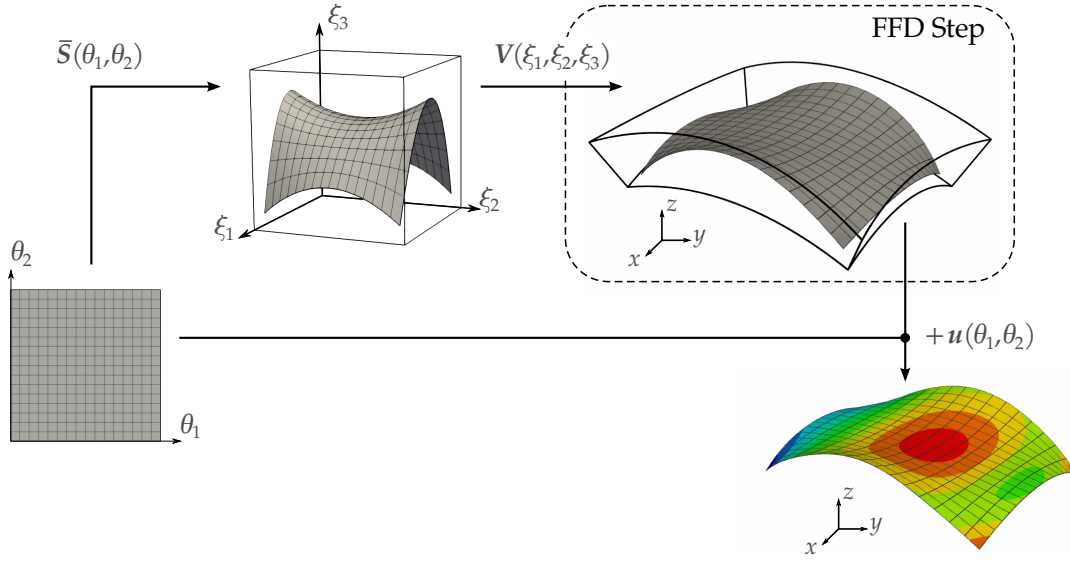 FFD Step
ξ₃
S̄(θ₁,θ₂)
V(ξ₁,ξ₂,ξ₃)
ξ₂
ξ₁
z
y
x
θ₂
+ u(θ₁,θ₂)
θ₁
z
y
x